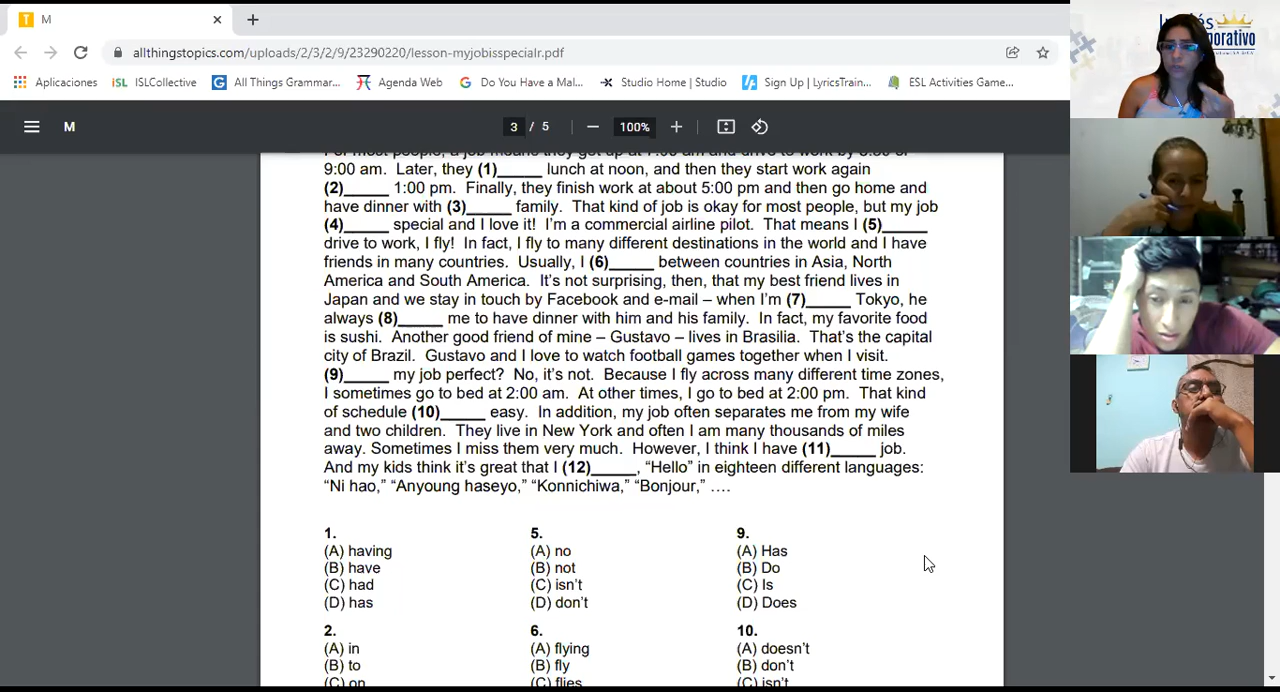 M
allthingstopics.com/uploads/2/3/2/9/23290220/lesson-myjobisspecialr.pdf
Aplicaciones iSL ISLCollective All Things Grammar... Agenda Web Do You Have a Mal... Studio Home | Studio Sign Up | LyricsTrain... ESL Activities Game...
M 3 / 5 100%
9:00 am. Later, they (1)_____ lunch at noon, and then they start work again
(2)_____ 1:00 pm. Finally, they finish work at about 5:00 pm and then go home and
have dinner with (3)_____ family. That kind of job is okay for most people, but my job
(4)_____ special and I love it! I'm a commercial airline pilot. That means I (5)_____
drive to work, I fly! In fact, I fly to many different destinations in the world and I have
friends in many countries. Usually, I (6)_____ between countries in Asia, North
America and South America. It's not surprising, then, that my best friend lives in
Japan and we stay in touch by Facebook and e-mail – when I'm (7)_____ Tokyo, he
always (8)_____ me to have dinner with him and his family. In fact, my favorite food
is sushi. Another good friend of mine – Gustavo – lives in Brasilia. That's the capital
city of Brazil. Gustavo and I love to watch football games together when I visit.
(9)_____ my job perfect? No, it's not. Because I fly across many different time zones,
I sometimes go to bed at 2:00 am. At other times, I go to bed at 2:00 pm. That kind
of schedule (10)_____ easy. In addition, my job often separates me from my wife
and two children. They live in New York and often I am many thousands of miles
away. Sometimes I miss them very much. However, I think I have (11)_____ job.
And my kids think it's great that I (12)_____, "Hello" in eighteen different languages:
"Ni hao," "Anyoung haseyo," "Konnichiwa," "Bonjour," ….
1.
(A) having
(B) have
(C) had
(D) has
5.
(A) no
(B) not
(C) isn't
(D) don't
9.
(A) Has
(B) Do
(C) Is
(D) Does
2.
(A) in
(B) to
(C) on
6.
(A) flying
(B) fly
(C) flies
10.
(A) doesn't
(B) don't
(C) isn't